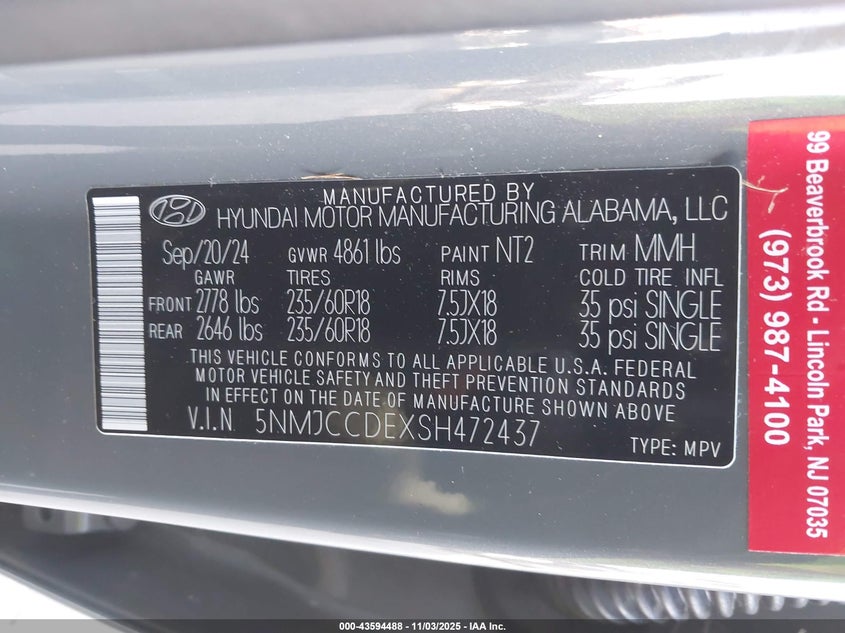 MANUFACTURED BY
HYUNDAI MOTOR MANUFACTURING ALABAMA, LLC
Sep/20/24 GVWR 4861 lbs PAINT NT2 TRIM MMH
GAWR TIRES RIMS COLD TIRE INFL
FRONT 2778 lbs 235/60R18 7.5JX18 35 psi SINGLE
REAR 2646 lbs 235/60R18 7.5JX18 35 psi SINGLE
THIS VEHICLE CONFORMS TO ALL APPLICABLE U.S.A. FEDERAL
MOTOR VEHICLE SAFETY AND THEFT PREVENTION STANDARDS
IN EFFECT ON THE DATE OF MANUFACTURE SHOWN ABOVE
V.I.N 5NMJCCDEXSH472437
TYPE: MPV
99 Beaverbrook Rd - Lincoln Park, NJ 07035
(973) 987-4100
000-43594488 - 11/03/2025 - IAA Inc.